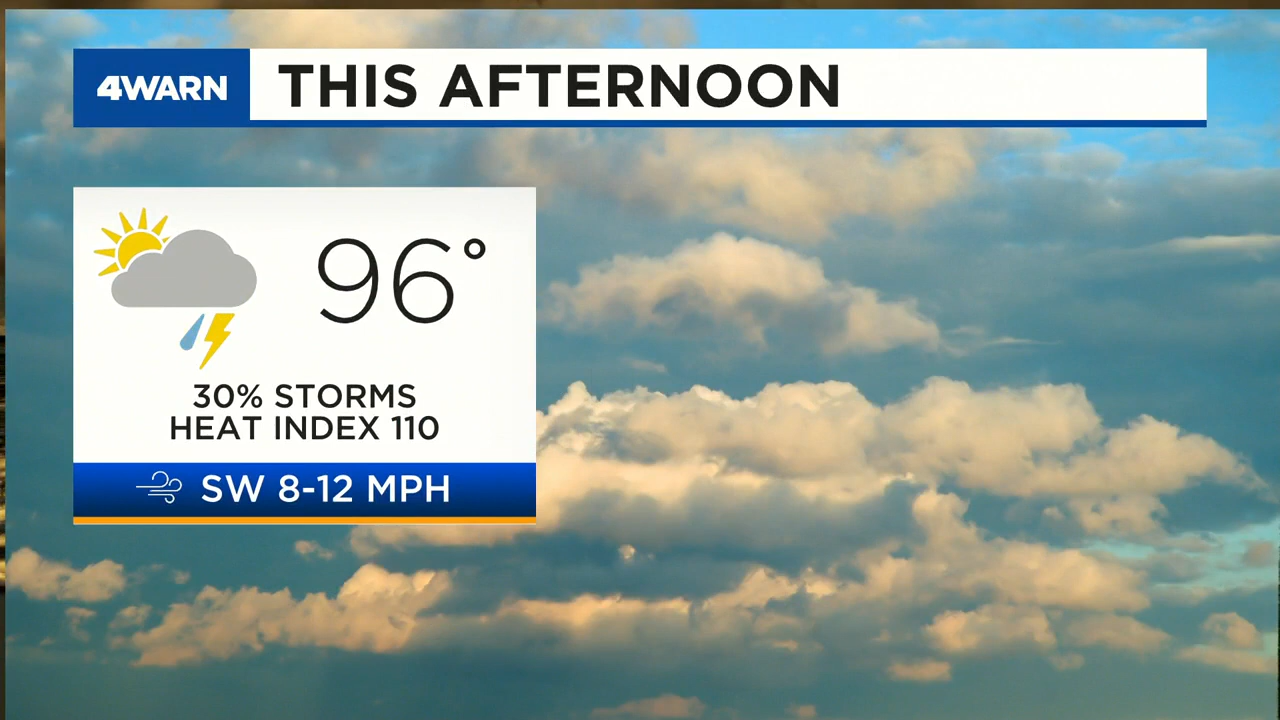 4WARN THIS AFTERNOON
96°
30% STORMS
HEAT INDEX 110
SW 8-12 MPH